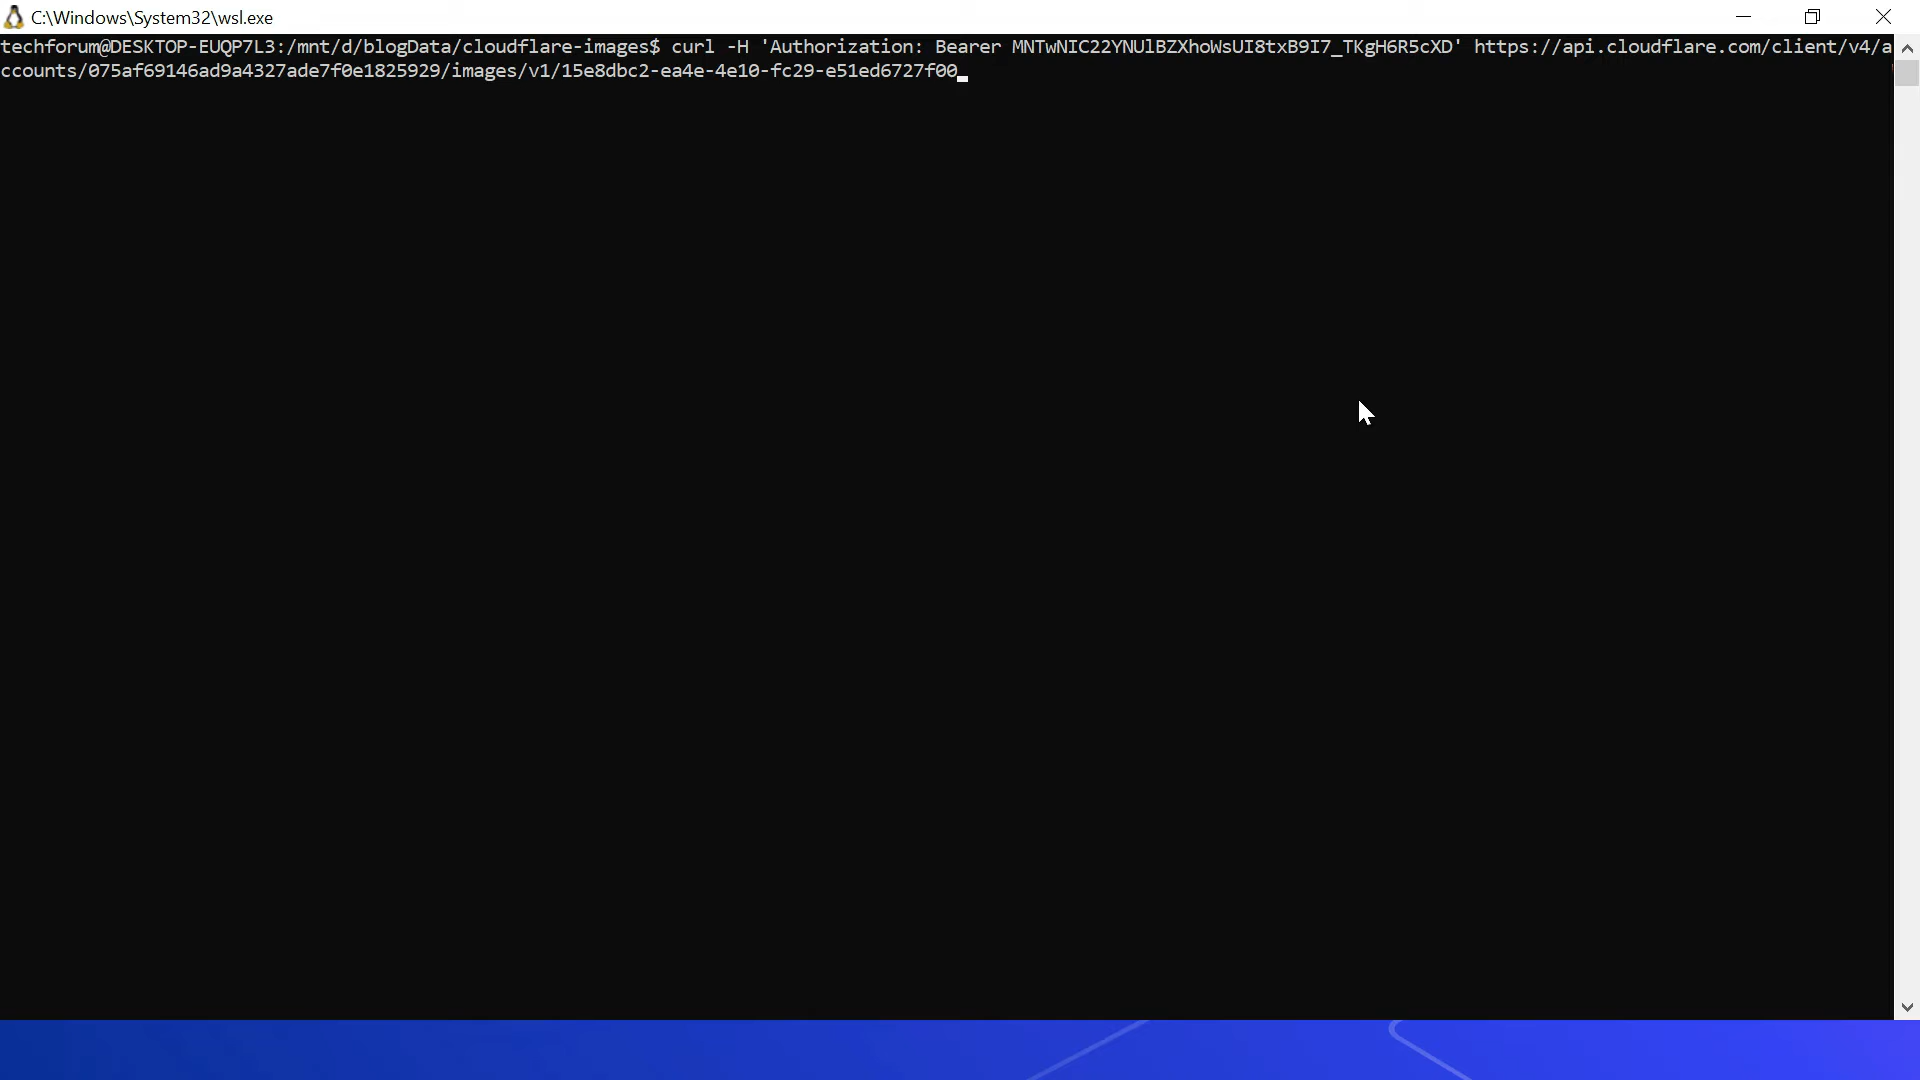 C:\Windows\System32\wsl.exe
techforum@DESKTOP-EUQP7L3:/mnt/d/blogData/cloudflare-images$ curl -H 'Authorization: Bearer MNTwNIC22YNUlBZXhoWsUI8txB9I7_TKgH6R5cXD' https://api.cloudflare.com/client/v4/a
ccounts/075af69146ad9a4327ade7f0e1825929/images/v1/15e8dbc2-ea4e-4e10-fc29-e51ed6727f00